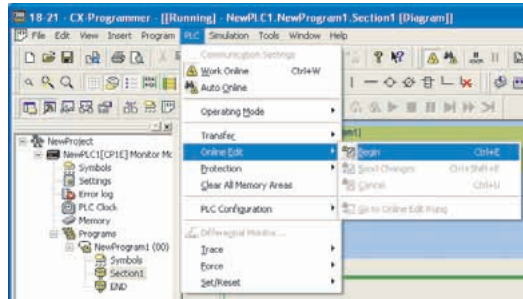 18-21 - CX-Programmer - [[Running] - NewPLC1.NewProgram1.Section1 [Diagram]]
File Edit View Insert Program PLC Simulation Tools Window Help
Communication Settings
Work Online Ctrl+W
Auto Online
Operating Mode
Transfer
Online Edit
Protection
Clear All Memory Areas
PLC Configuration
Differential Monitor...
Trace
Force
Set/Reset
Begin Ctrl+E
Send Changes Ctrl+Shift+E
Cancel Ctrl+U
Go to Online Edit Rung
NewProject
NewPLC1[CP1E] Monitor Mc
Symbols
Settings
Error log
PLC Clock
Memory
Programs
NewProgram1 (00)
Symbols
Section1
END